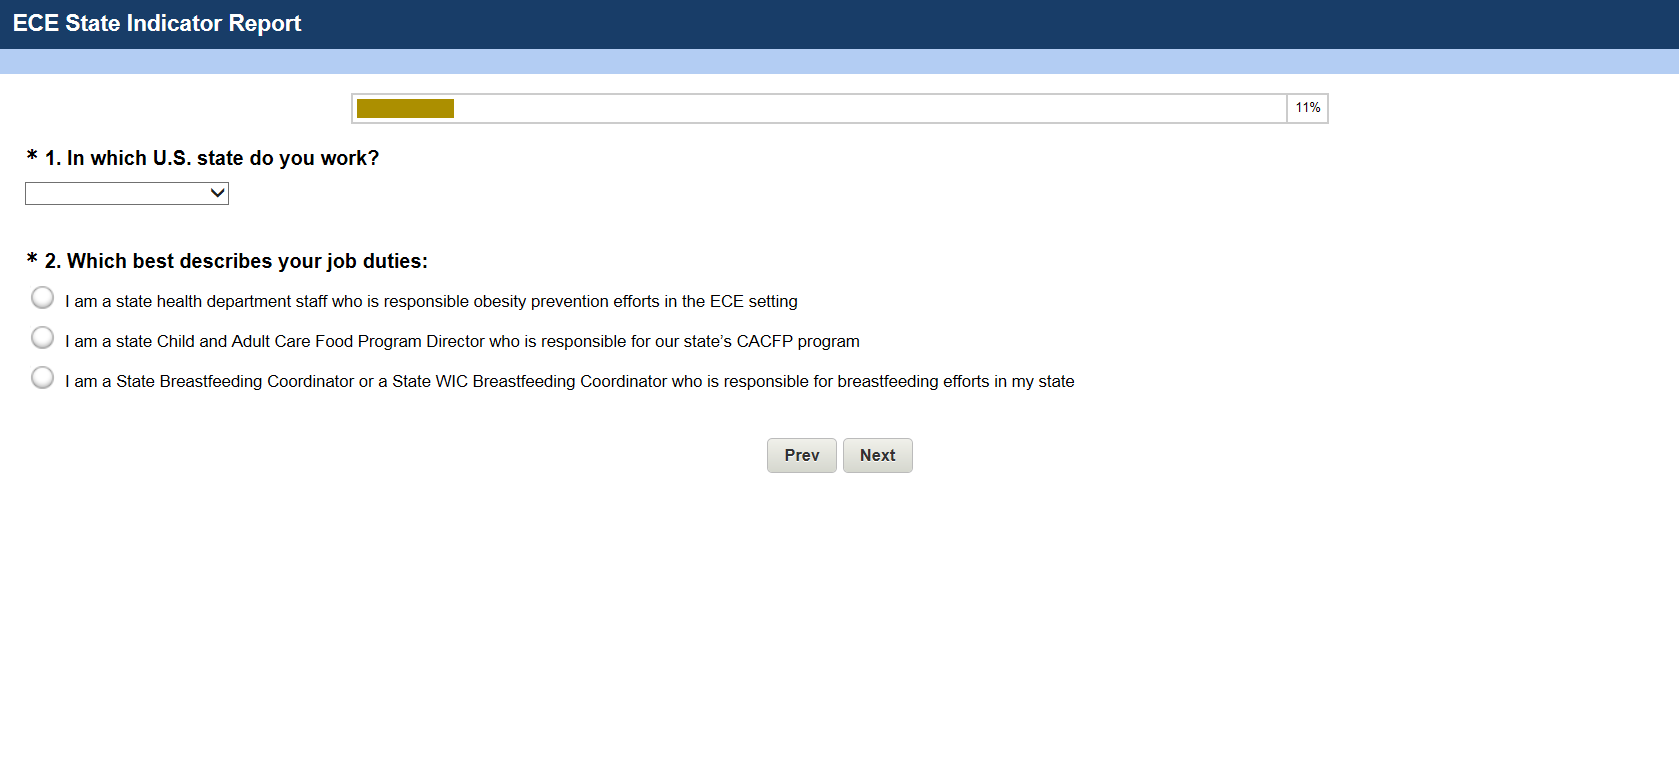 ECE State Indicator Report
11%
* 1. In which U.S. state do you work?
* 2. Which best describes your job duties:
I am a state health department staff who is responsible obesity prevention efforts in the ECE setting
I am a state Child and Adult Care Food Program Director who is responsible for our state’s CACFP program
I am a State Breastfeeding Coordinator or a State WIC Breastfeeding Coordinator who is responsible for breastfeeding efforts in my state
Prev Next